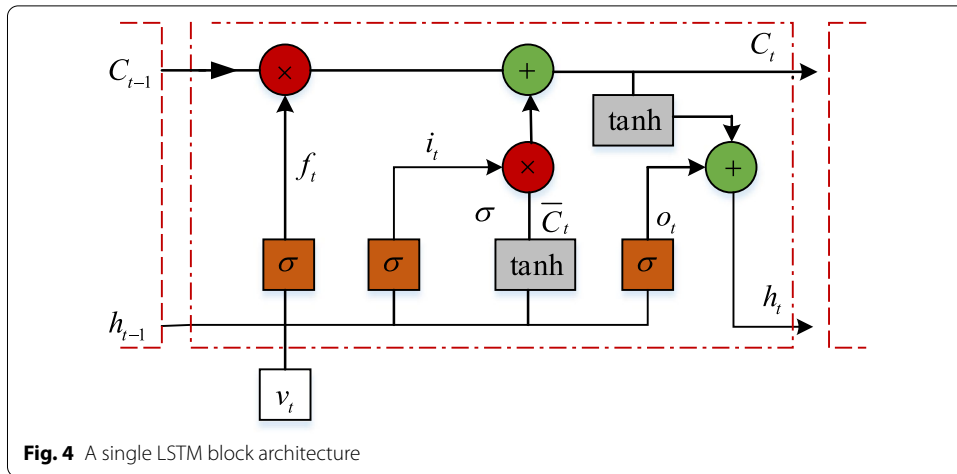 C_{t-1}
×
+
C_t
tanh
f_t
i_t
×
+
σ
C̅_t
o_t
σ
σ
tanh
σ
h_{t-1}
h_t
v_t
Fig. 4 A single LSTM block architecture